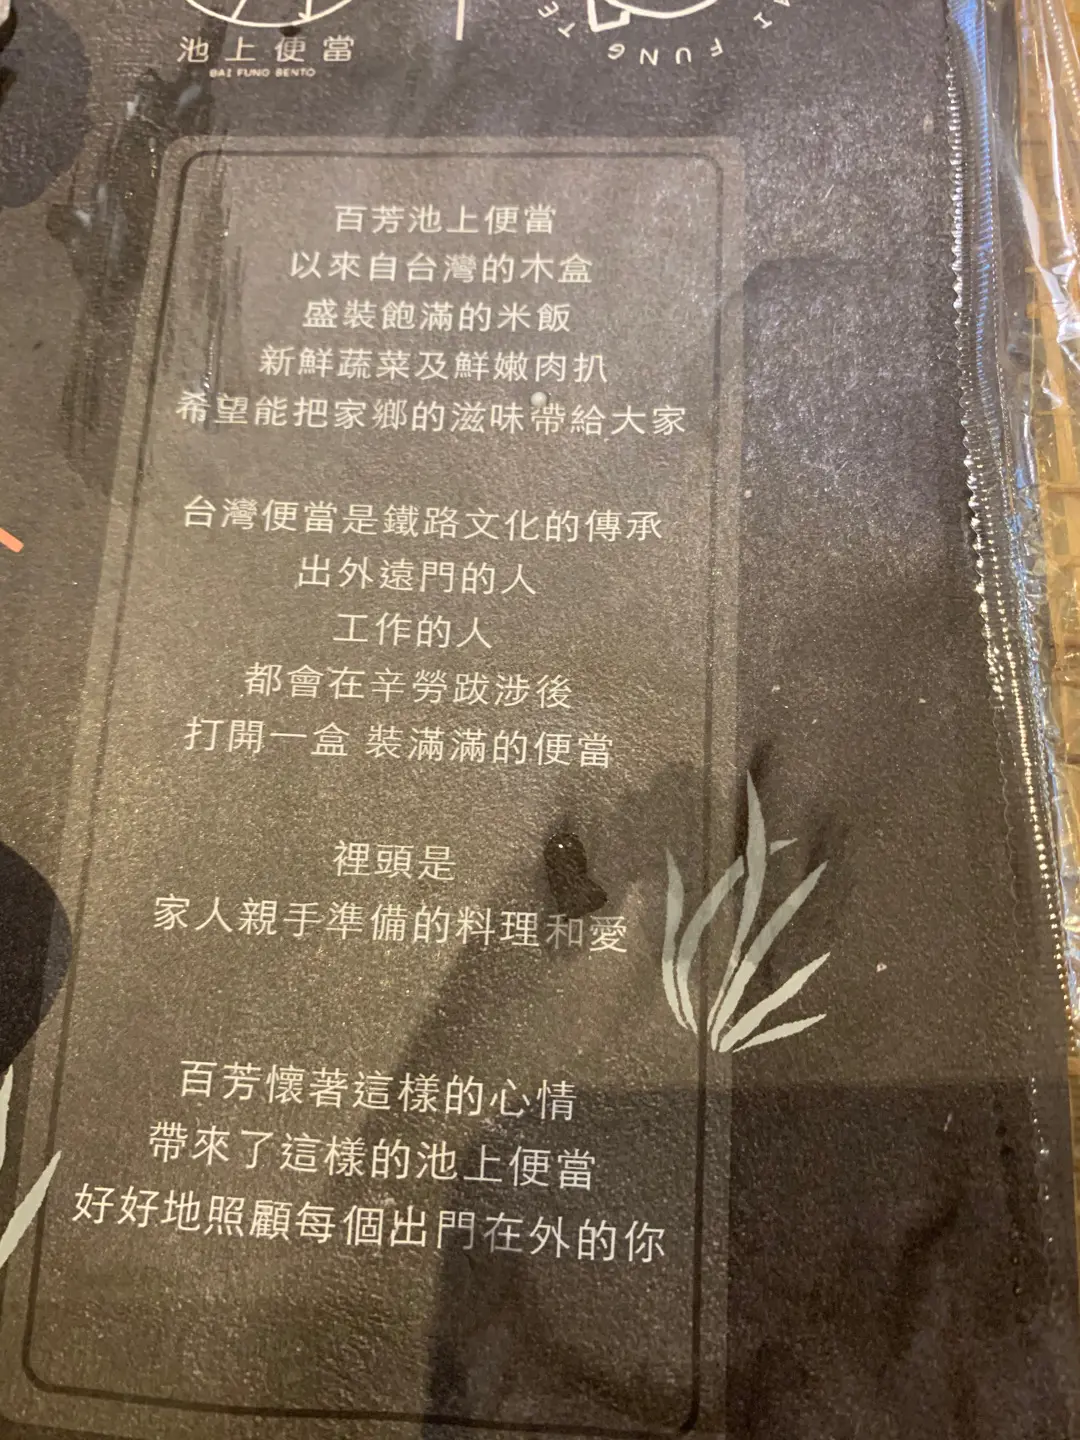 池上便當
BAI FUNG BENTO
FUNG TE
百芳池上便當
以來自台灣的木盒
盛裝飽滿的米飯
新鮮蔬菜及鮮嫩肉扒
希望能把家鄉的滋味帶給大家
台灣便當是鐵路文化的傳承
出外遠門的人
工作的人
都會在辛勞跋涉後
打開一盒 裝滿滿的便當
裡頭是
家人親手準備的料理和愛
百芳懷著這樣的心情
帶來了這樣的池上便當
好好地照顧每個出門在外的你